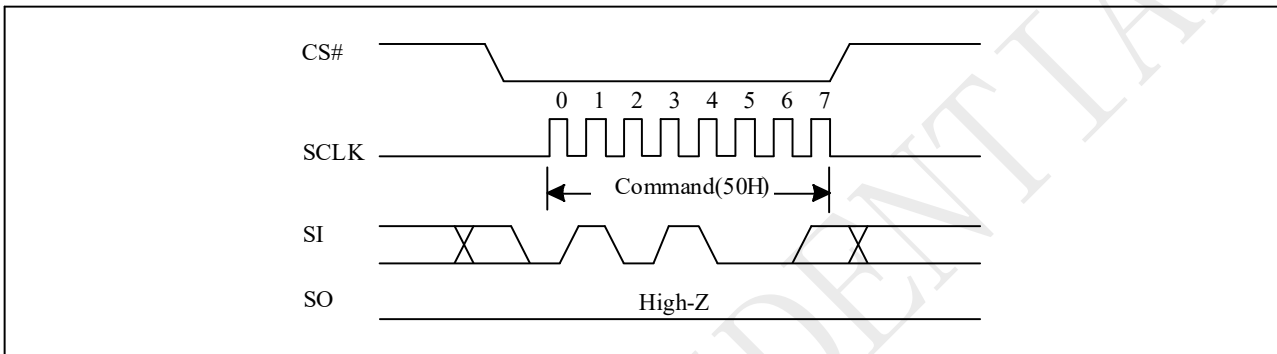 CS#
0 1 2 3 4 5 6 7
SCLK
Command(50H)
SI
SO High-Z